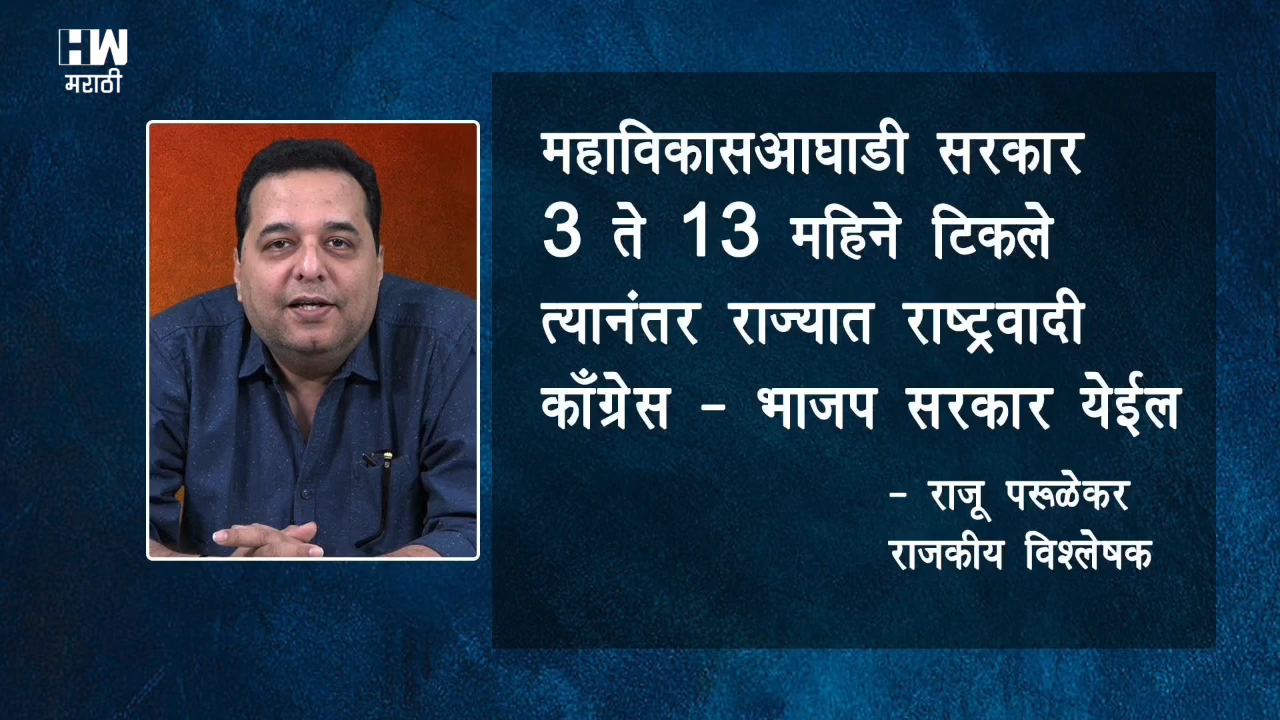 HW
मराठी
महाविकासआघाडी सरकार
3 ते 13 महिने टिकले
त्यानंतर राज्यात राष्ट्रवादी
काँग्रेस - भाजप सरकार येईल
- राजू परूळेकर
राजकीय विश्लेषक